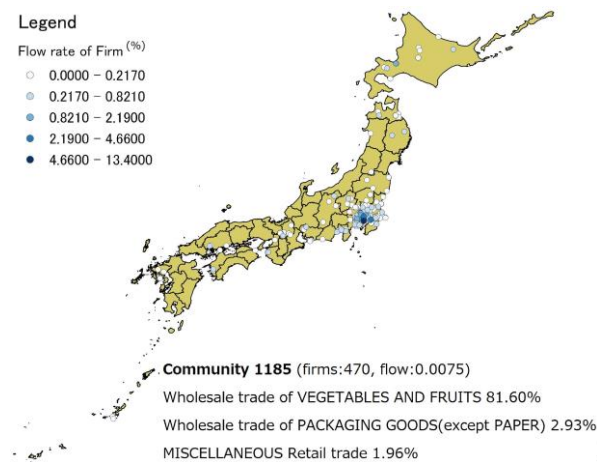 Legend
Flow rate of Firm (%)
0.0000 – 0.2170
0.2170 – 0.8210
0.8210 – 2.1900
2.1900 – 4.6600
4.6600 – 13.4000
Community 1185 (firms:470, flow:0.0075)
Wholesale trade of VEGETABLES AND FRUITS 81.60%
Wholesale trade of PACKAGING GOODS(except PAPER) 2.93%
MISCELLANEOUS Retail trade 1.96%